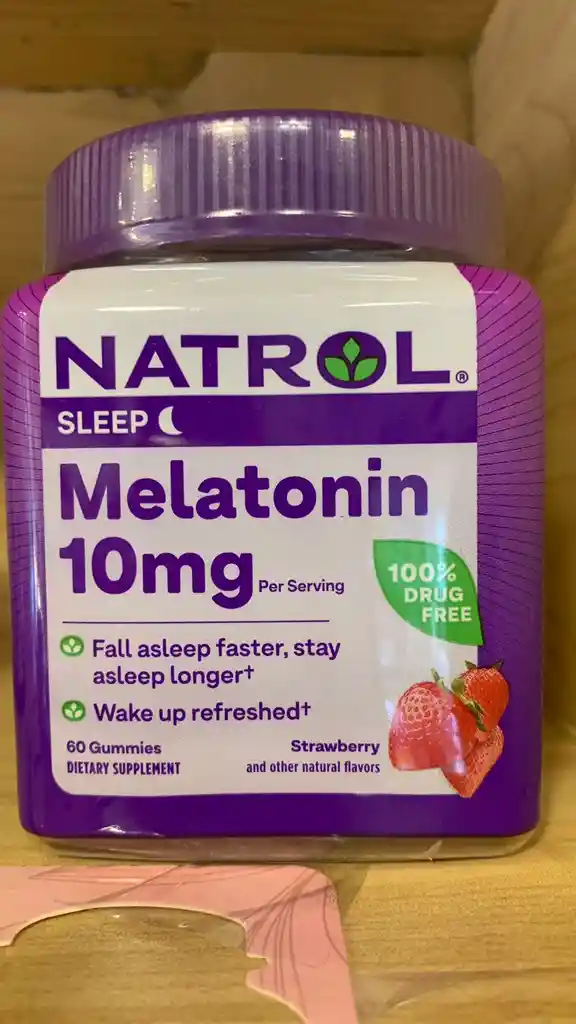 NATROL®
SLEEP
Melatonin
10mg Per Serving
100%
DRUG
FREE
Fall asleep faster, stay
asleep longer†
Wake up refreshed†
60 Gummies
DIETARY SUPPLEMENT
Strawberry
and other natural flavors